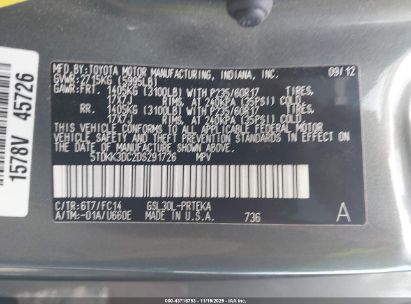 MFD.BY:TOYOTA MOTOR MANUFACTURING, INDIANA, INC. 09/12
GVWR: 2715KG (5995LB)
GAWR:FRT. 1405KG (3100LB) WITH P235/60R17 TIRES,
17X7J RIMS, AT 240KPA (35PSI) COLD.
RR. 1405KG (3100LB) WITH P235/60R17 TIRES,
17X7J RIMS, AT 240KPA (35PSI) COLD.
THIS VEHICLE CONFORMS TO ALL APPLICABLE FEDERAL MOTOR
VEHICLE SAFETY AND THEFT PREVENTION STANDARDS IN EFFECT
ON THE DATE OF MANUFACTURE SHOWN ABOVE.
5TDKK3DC2DS291726 MPV
C/TR:6T7/FC14 GSL30L-PRTEKA
A/TM:-01A/U660E MADE IN U.S.A. 736 A
1578V 45726